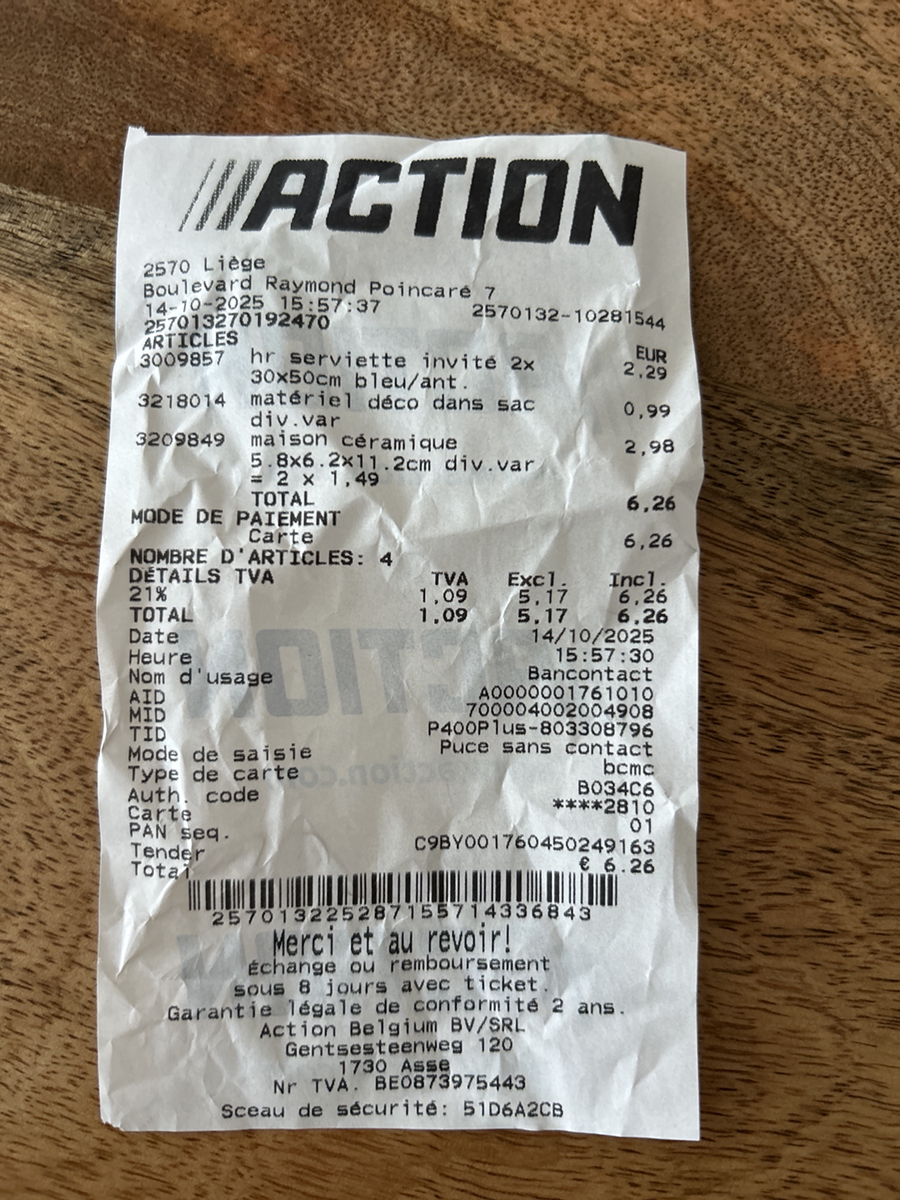 ACTION
2570 Liège
Boulevard Raymond Poincaré 7
14-10-2025 15:57:37 2570132-10281544
257013270192470
ARTICLES EUR
3009857 hr serviette invité 2x 2,29
30x50cm bleu/ant.
3218014 matériel déco dans sac 0,99
div.var
3209849 maison céramique 2,98
5.8x6.2x11.2cm div.var
= 2 x 1,49
TOTAL 6,26
MODE DE PAIEMENT
Carte 6,26
NOMBRE D'ARTICLES: 4
DÉTAILS TVA TVA Excl. Incl.
21% 1,09 5,17 6,26
TOTAL 1,09 5,17 6,26
Date 14/10/2025
Heure 15:57:30
Nom d'usage Bancontact
AID A0000001761010
MID 700004002004908
TID P400Plus-803308796
Mode de saisie Puce sans contact
Type de carte bcmc
Auth. code B034C6
Carte ****2810
PAN seq. 01
Tender C9BY001760450249163
Total € 6.26
2570132252871557143​36843
Merci et au revoir!
échange ou remboursement
sous 8 jours avec ticket.
Garantie légale de conformité 2 ans.
Action Belgium BV/SRL
Gentsesteenweg 120
1730 Asse
Nr TVA. BE0873975443
Sceau de sécurité: 51D6A2CB